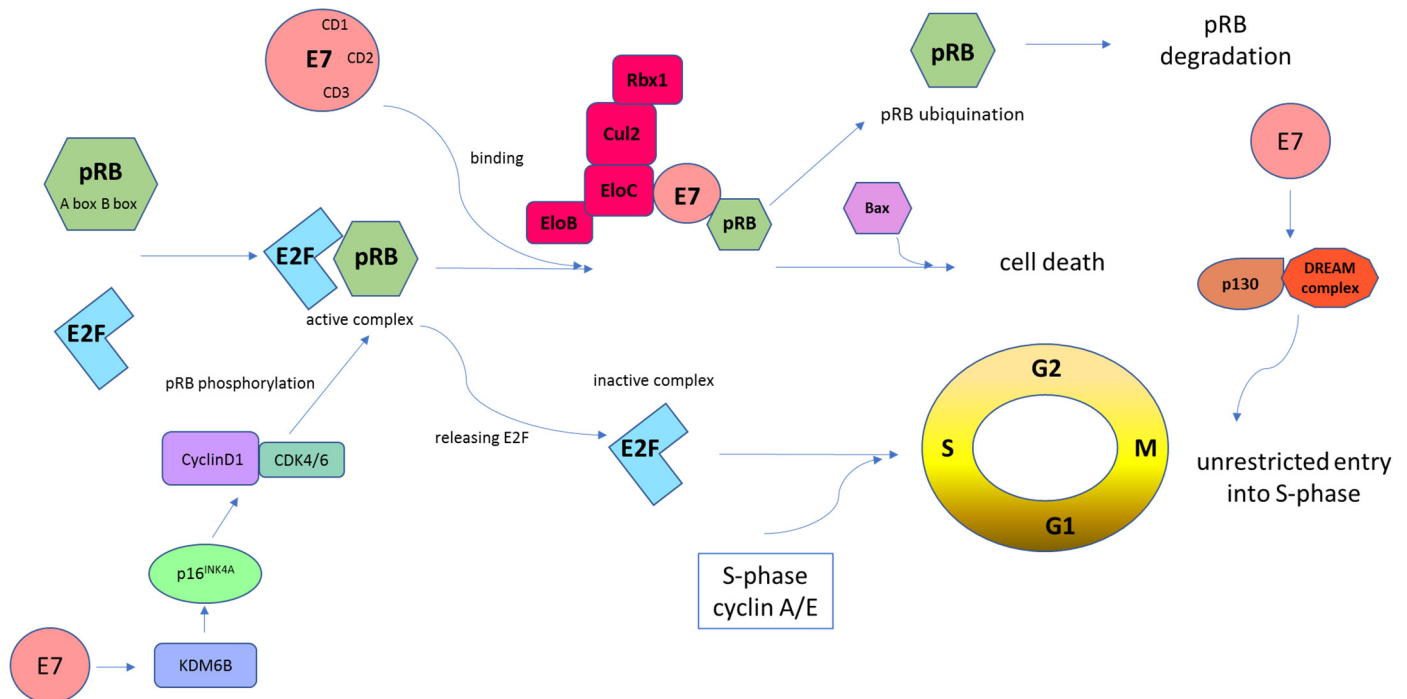 CD1
E7
CD2
CD3
pRB
A box B box
E2F
E2F
pRB
active complex
binding
Rbx1
Cul2
EloC
EloB
E7
pRB
pRB
pRB ubiquination
pRB
degradation
Bax
cell death
E7
p130
DREAM
complex
unrestricted entry
into S-phase
pRB phosphorylation
CyclinD1
CDK4/6
p16INK4A
E7
KDM6B
releasing E2F
inactive complex
E2F
S-phase
cyclin A/E
G2
S
M
G1